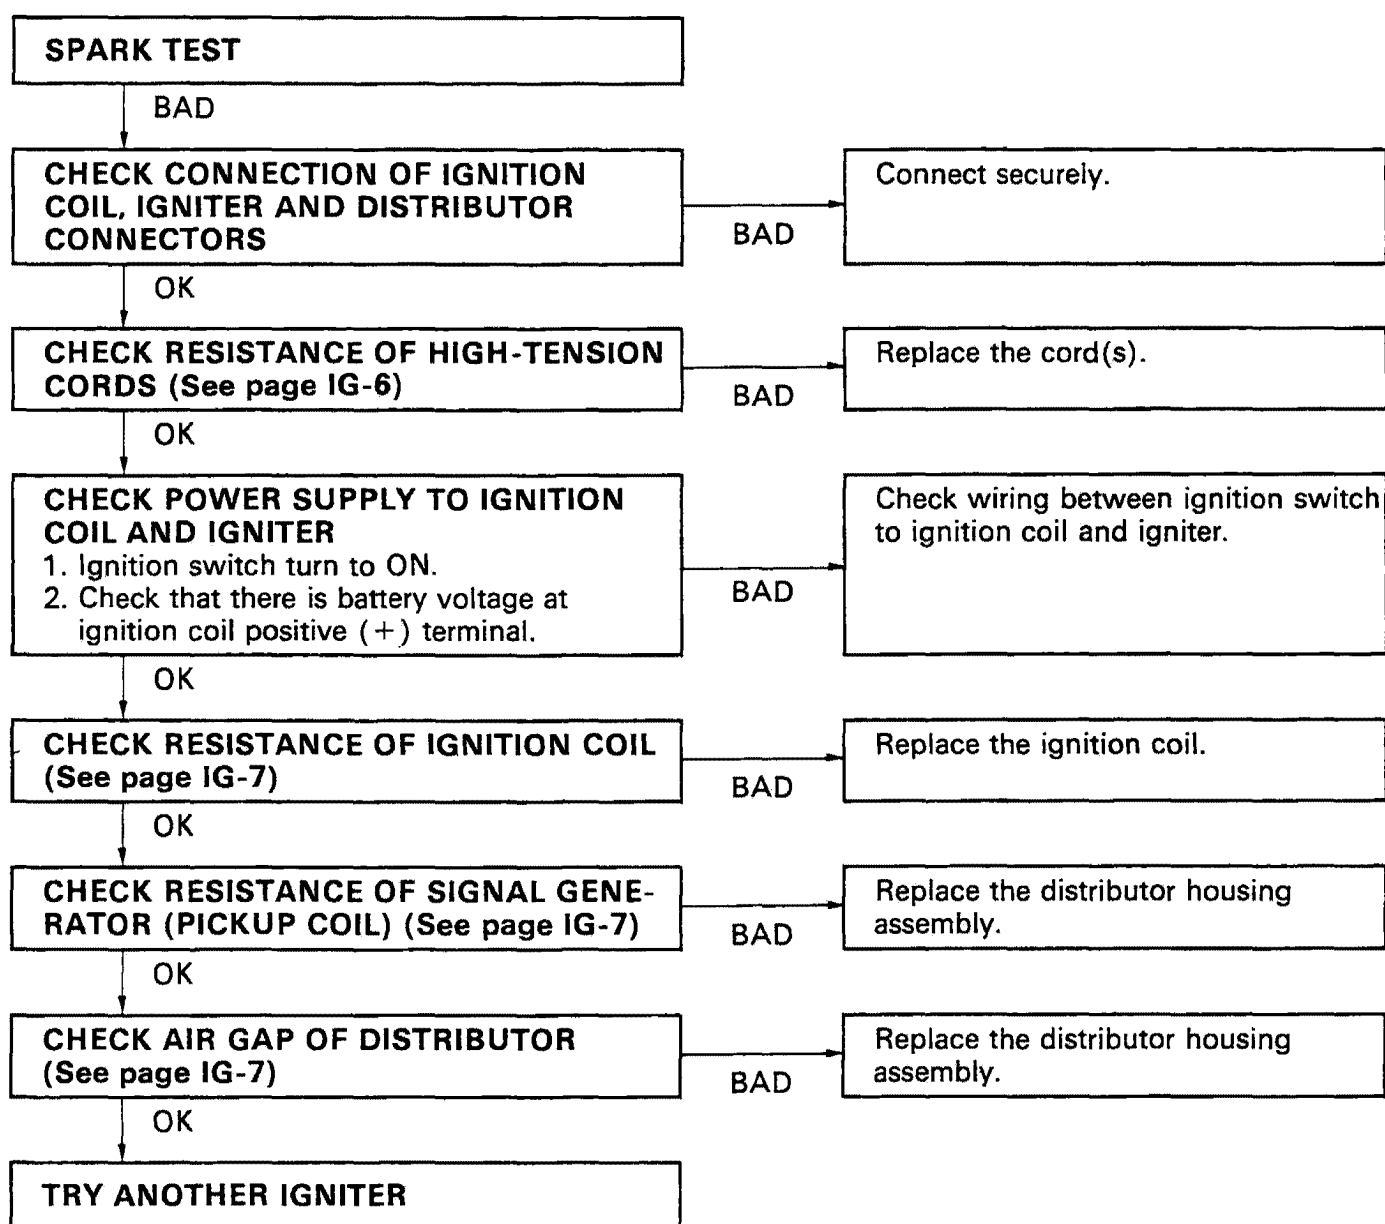 SPARK TEST
BAD
CHECK CONNECTION OF IGNITION
COIL, IGNITER AND DISTRIBUTOR
CONNECTORS
BAD
Connect securely.
OK
CHECK RESISTANCE OF HIGH-TENSION
CORDS (See page IG-6)
BAD
Replace the cord(s).
OK
CHECK POWER SUPPLY TO IGNITION
COIL AND IGNITER
1. Ignition switch turn to ON.
2. Check that there is battery voltage at
ignition coil positive (+) terminal.
BAD
Check wiring between ignition switch
to ignition coil and igniter.
OK
CHECK RESISTANCE OF IGNITION COIL
(See page IG-7)
BAD
Replace the ignition coil.
OK
CHECK RESISTANCE OF SIGNAL GENE-
RATOR (PICKUP COIL) (See page IG-7)
BAD
Replace the distributor housing
assembly.
OK
CHECK AIR GAP OF DISTRIBUTOR
(See page IG-7)
BAD
Replace the distributor housing
assembly.
OK
TRY ANOTHER IGNITER